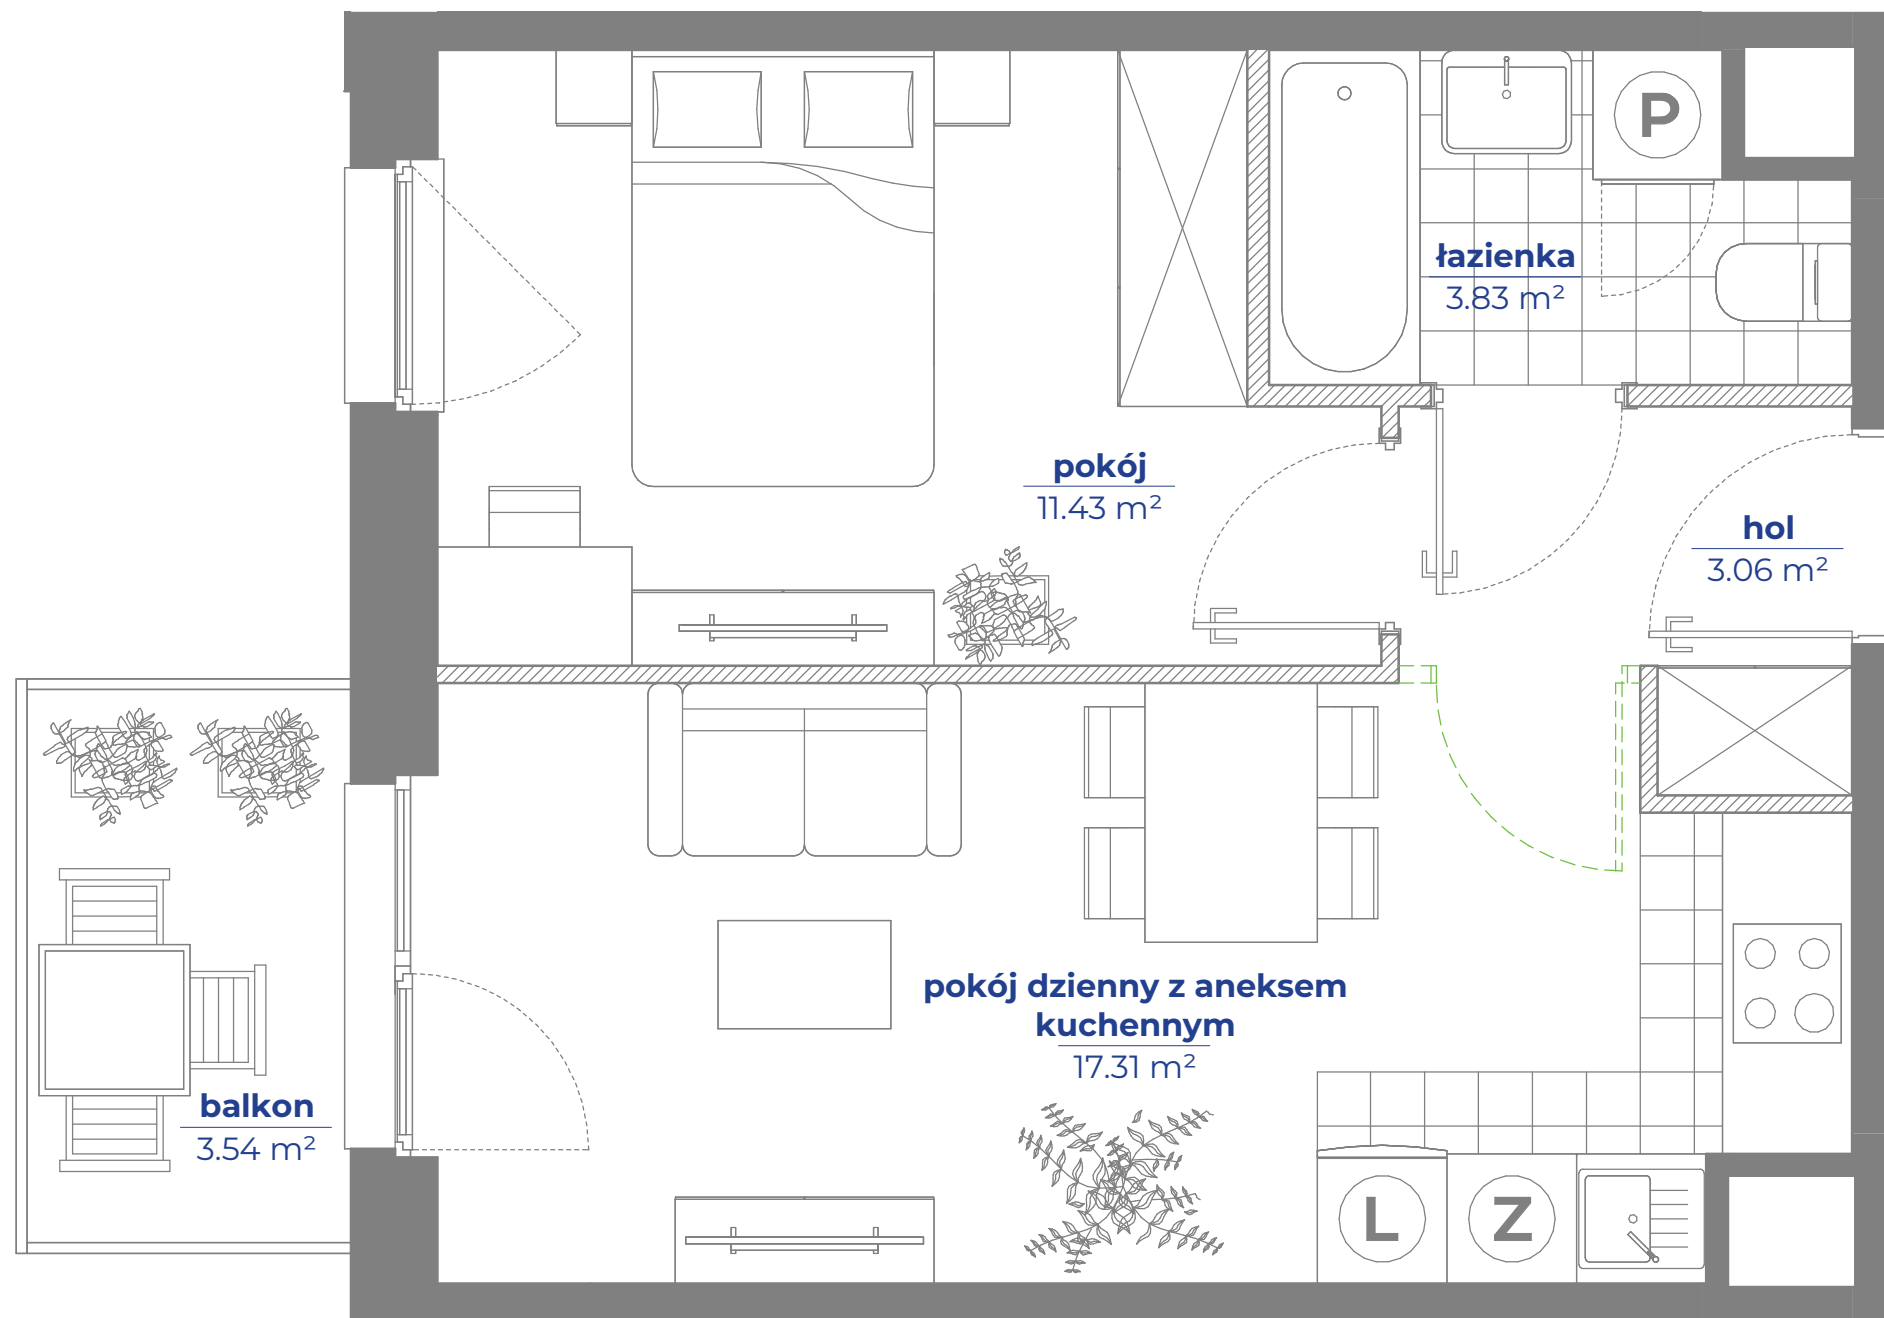 P
łazienka
3.83 m²
pokój
11.43 m²
hol
3.06 m²
pokój dzienny z aneksem
kuchennym
17.31 m²
balkon
3.54 m²
L
Z